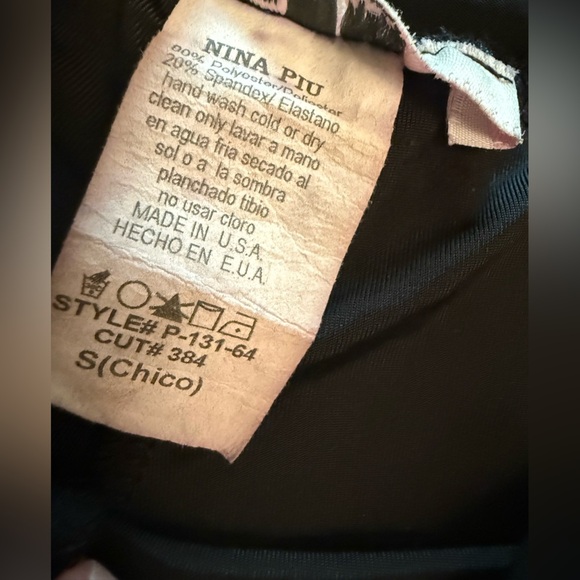 NINA PIU
80% Polyester/Poliester
20% Spandex/ Elastano
hand wash cold or dry
clean only lavar a mano
en agua fria secado al
sol o a la sombra
planchado tibio
no usar cloro
MADE IN U.S.A.
HECHO EN E.U.A.
STYLE# P-131-64
CUT# 384
S(Chico)